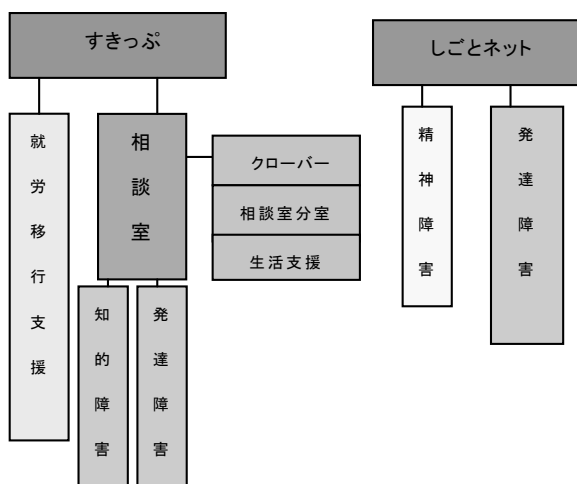 すきっぷ
しごとネット
就労移行支援
相談室
クローバー
相談室分室
生活支援
知的障害
発達障害
精神障害
発達障害